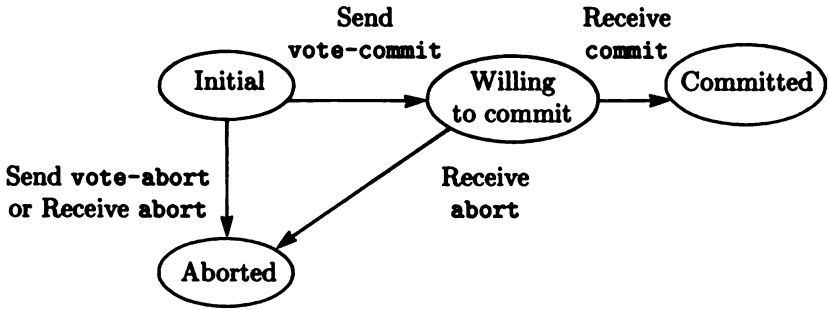 Send
vote-commit
Receive
commit
Initial
Willing
to commit
Committed
Send vote-abort
or Receive abort
Receive
abort
Aborted